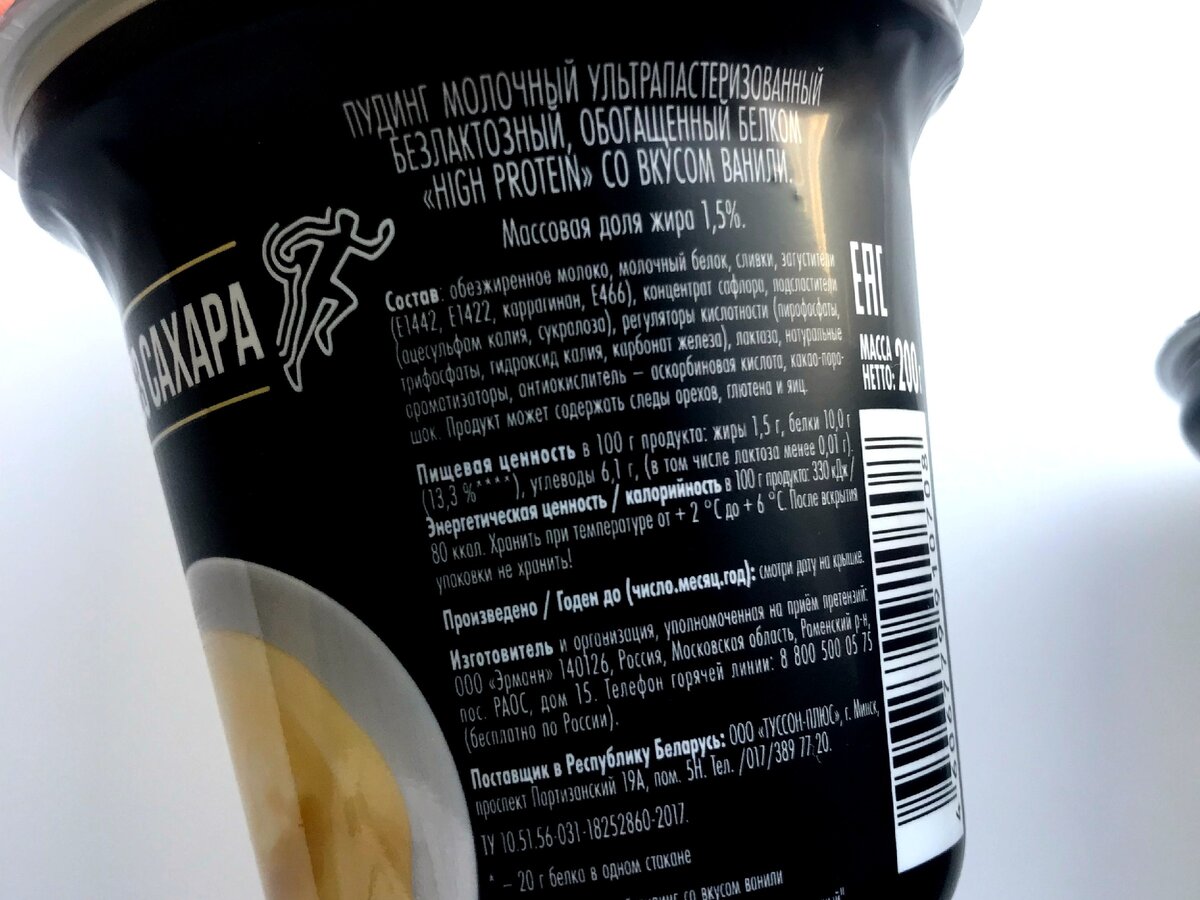 ПУДИНГ МОЛОЧНЫЙ УЛЬТРАПАСТЕРИЗОВАННЫЙ
БЕЗЛАКТОЗНЫЙ, ОБОГАЩЕННЫЙ БЕЛКОМ
«HIGH PROTEIN» СО ВКУСОМ ВАНИЛИ.
Массовая доля жира 1,5%.
САХАРА
Состав: обезжиренное молоко, молочный белок, сливки, загустители
(Е1442, Е1422, каррагинан, Е466), концентрат сафлора, подсластители
(ацесульфам калия, сукралоза), регуляторы кислотности (пирофосфаты,
трифосфаты, гидроксид калия, карбонат железа), лактаза, натуральные
ароматизаторы, антиокислитель – аскорбиновая кислота, какао-поро-
шок. Продукт может содержать следы орехов, глютена и яиц.
Пищевая ценность в 100 г продукта: жиры 1,5 г, белки 10,0 г
(13,3 %****), углеводы 6,1 г, (в том числе лактоза менее 0,01 г).
Энергетическая ценность / калорийность в 100 г продукта: 330 кДж/
80 ккал. Хранить при температуре от + 2 °С до + 6 °С. После вскрытия
упаковки не хранить!
Произведено / Годен до (число.месяц.год): смотри дату на крышке.
Изготовитель и организация, уполномоченная на приём претензий:
ООО «Эрманн» 140126, Россия, Московская область, Раменский р-н,
пос. РАОС, дом 15. Телефон горячей линии: 8 800 500 05 75
(бесплатно по России).
Поставщик в Республику Беларусь: ООО «ТУССОН-ПЛЮС», г. Минск,
проспект Партизанский 19А, пом. 5Н. Тел. /017/389 77 20.
ТУ 10.51.56-031-18252860-2017.
* – 20 г белка в одном стакане
со вкусом ванили
ЕАС
МАССА
НЕТТО: 200